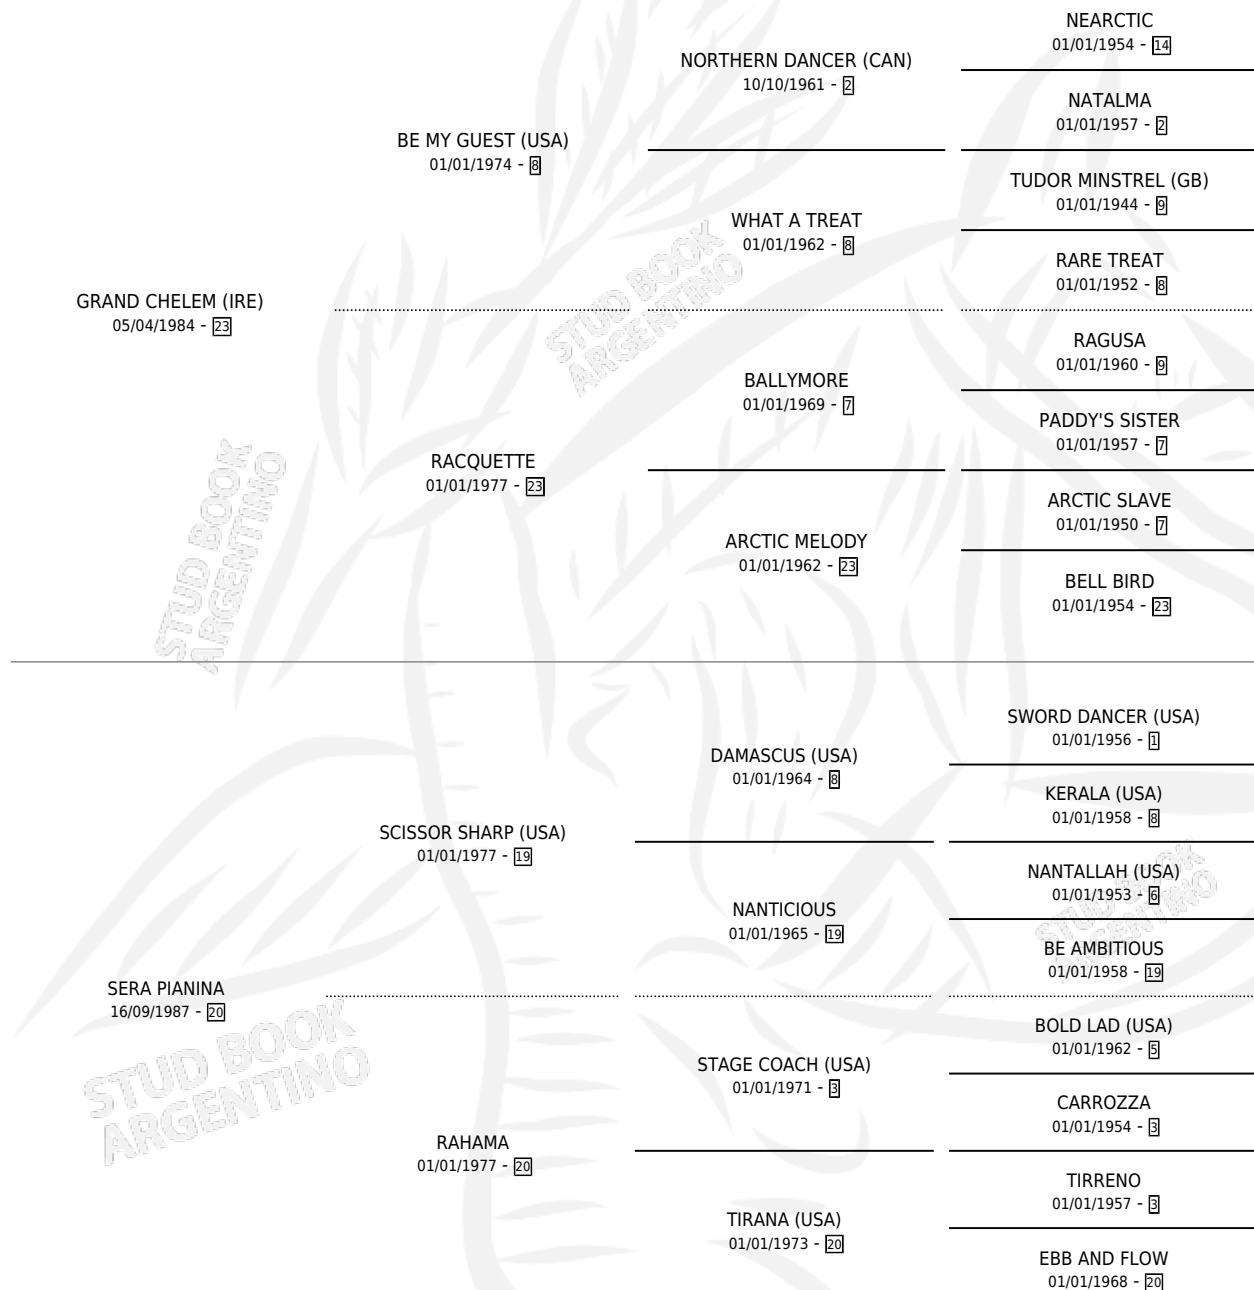 NEARCTIC
01/01/1954 - 14
NORTHERN DANCER (CAN)
10/10/1961 - 2
NATALMA
01/01/1957 - 2
BE MY GUEST (USA)
01/01/1974 - 8
TUDOR MINSTREL (GB)
01/01/1944 - 9
WHAT A TREAT
01/01/1962 - 8
RARE TREAT
01/01/1952 - 8
GRAND CHELEM (IRE)
05/04/1984 - 23
STUD BOOK
ARGENTINO
RAGUSA
01/01/1960 - 9
BALLYMORE
01/01/1969 - 7
PADDY'S SISTER
01/01/1957 - 7
RACQUETTE
01/01/1977 - 23
ARCTIC SLAVE
01/01/1950 - 7
ARCTIC MELODY
01/01/1962 - 23
BELL BIRD
01/01/1954 - 23
STUD BOOK
ARGENTINO
SWORD DANCER (USA)
01/01/1956 - 1
DAMASCUS (USA)
01/01/1964 - 8
KERALA (USA)
01/01/1958 - 8
SCISSOR SHARP (USA)
01/01/1977 - 19
NANTALLAH (USA)
01/01/1953 - 6
NANTICIOUS
01/01/1965 - 19
STUD BOOK
ARGENTINO
BE AMBITIOUS
01/01/1958 - 19
SERA PIANINA
16/09/1987 - 20
STUD BOOK
ARGENTINO
BOLD LAD (USA)
01/01/1962 - 5
STAGE COACH (USA)
01/01/1971 - 3
CARROZZA
01/01/1954 - 3
RAHAMA
01/01/1977 - 20
TIRRENO
01/01/1957 - 3
TIRANA (USA)
01/01/1973 - 20
EBB AND FLOW
01/01/1968 - 20